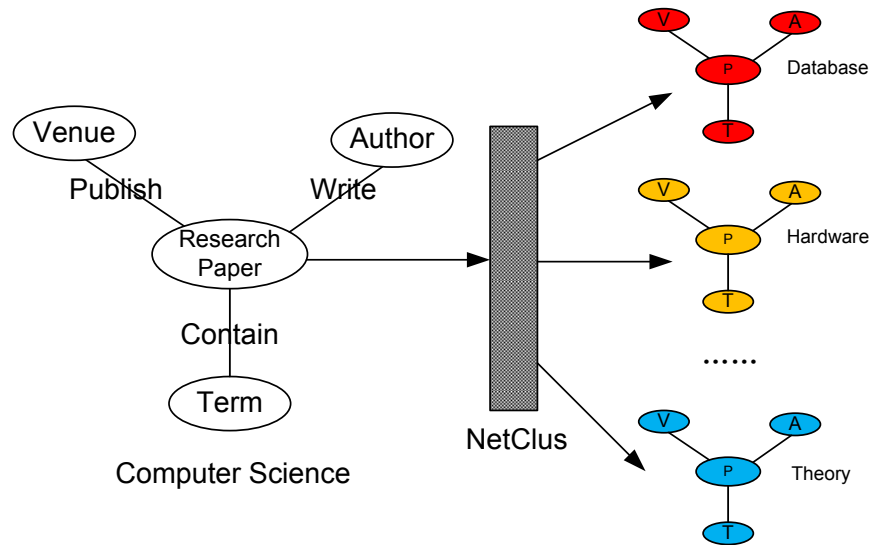 Venue
Author
Publish
Write
Research
Paper
Contain
Term
Computer Science
NetClus
V
A
P
Database
T
V
A
P
Hardware
T
......
V
A
P
Theory
T